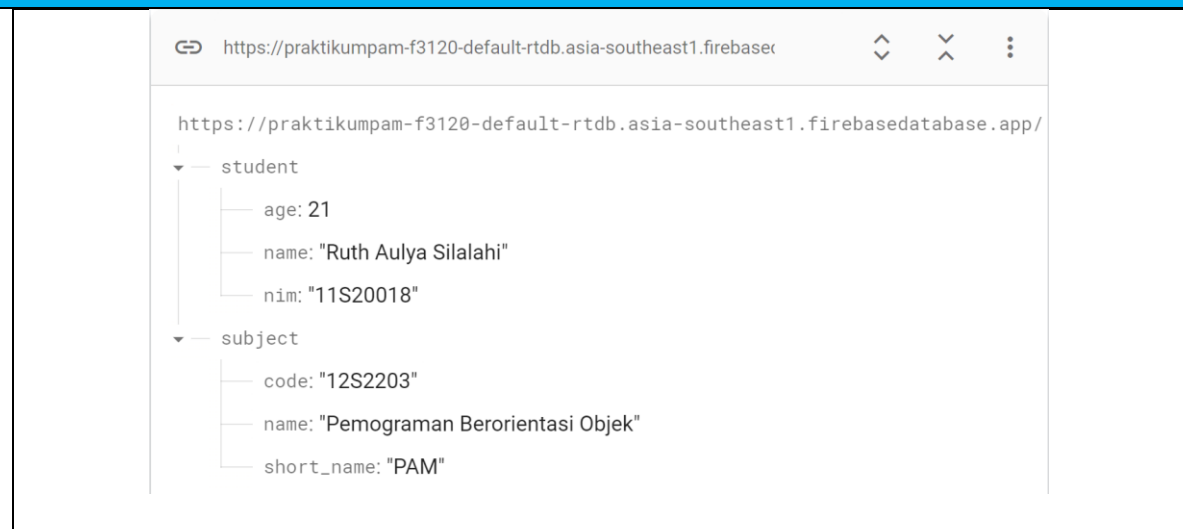 https://praktikumpam-f3120-default-rtdb.asia-southeast1.firebasec
https://praktikumpam-f3120-default-rtdb.asia-southeast1.firebasedatabase.app/
student
age: 21
name: "Ruth Aulya Silalahi"
nim: "11S20018"
subject
code: "12S2203"
name: "Pemograman Berorientasi Objek"
short_name: "PAM"